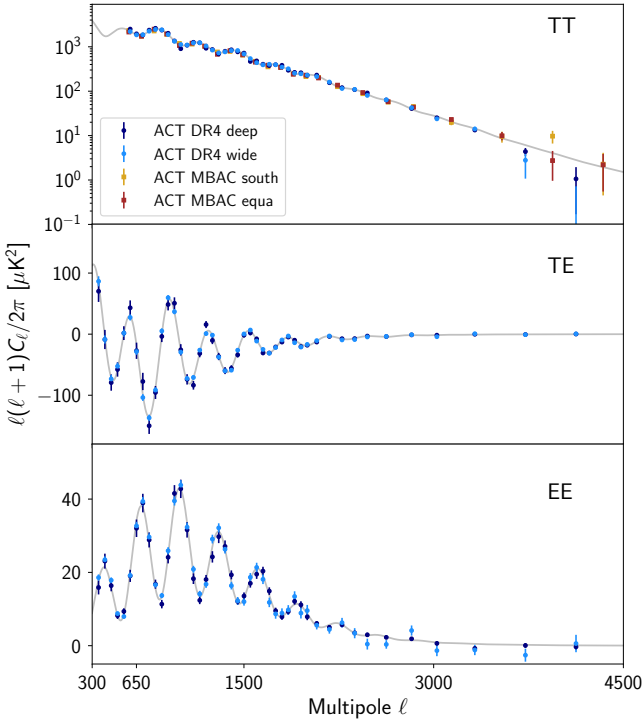 10³
10²
10¹
10⁰
10⁻¹
TT
ACT DR4 deep
ACT DR4 wide
ACT MBAC south
ACT MBAC equa
100
0
−100
TE
ℓ(ℓ + 1)Cℓ/2π [μK²]
40
20
0
EE
300 650 1500 3000 4500
Multipole ℓ